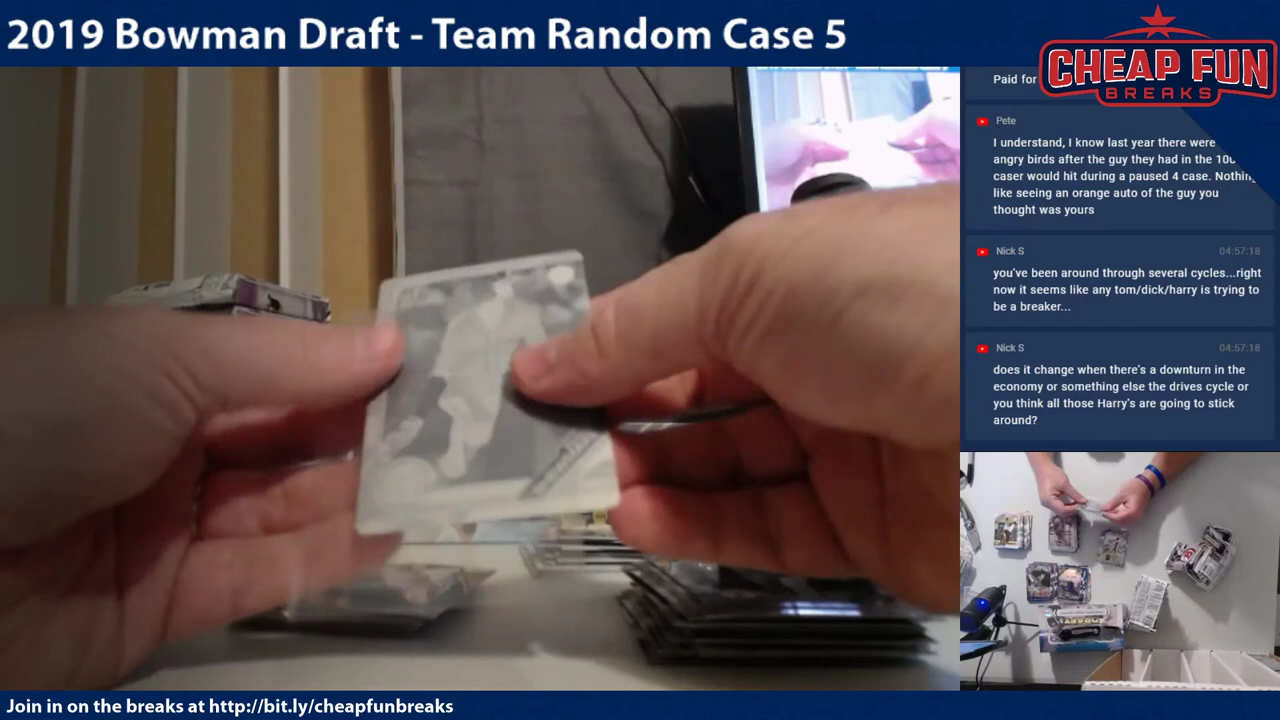 2019 Bowman Draft - Team Random Case 5
CHEAP FUN
BREAKS
Paid for
Pete
I understand, I know last year there were
angry birds after the guy they had in the 100
caser would hit during a paused 4 case. Nothing
like seeing an orange auto of the guy you
thought was yours
Nick S 04:57:18
you've been around through several cycles...right
now it seems like any tom/dick/harry is trying to
be a breaker...
Nick S 04:57:18
does it change when there's a downturn in the
economy or something else the drives cycle or
you think all those Harry's are going to stick
around?
Join in on the breaks at http://bit.ly/cheapfunbreaks